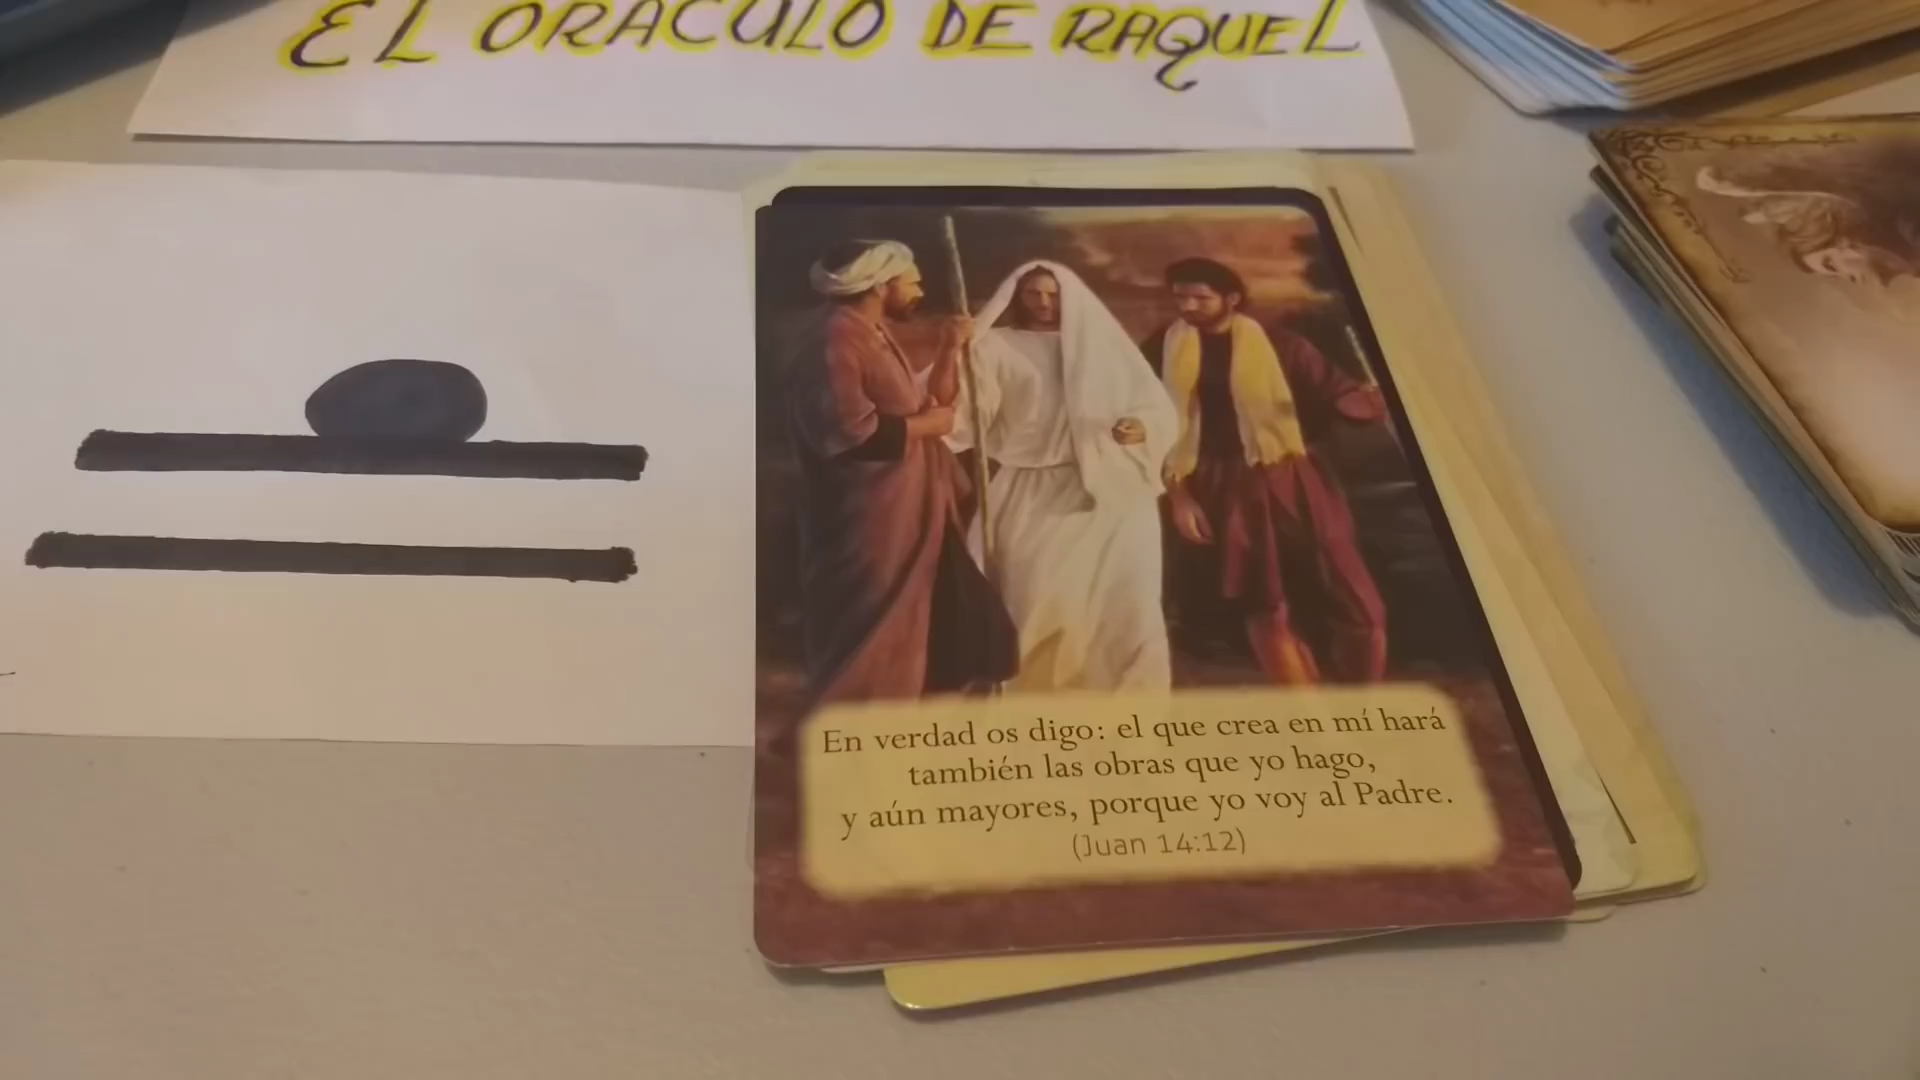 EL ORACULO DE RAQUEL
En verdad os digo: el que crea en mí hará
también las obras que yo hago,
y aún mayores, porque yo voy al Padre.
(Juan 14:12)